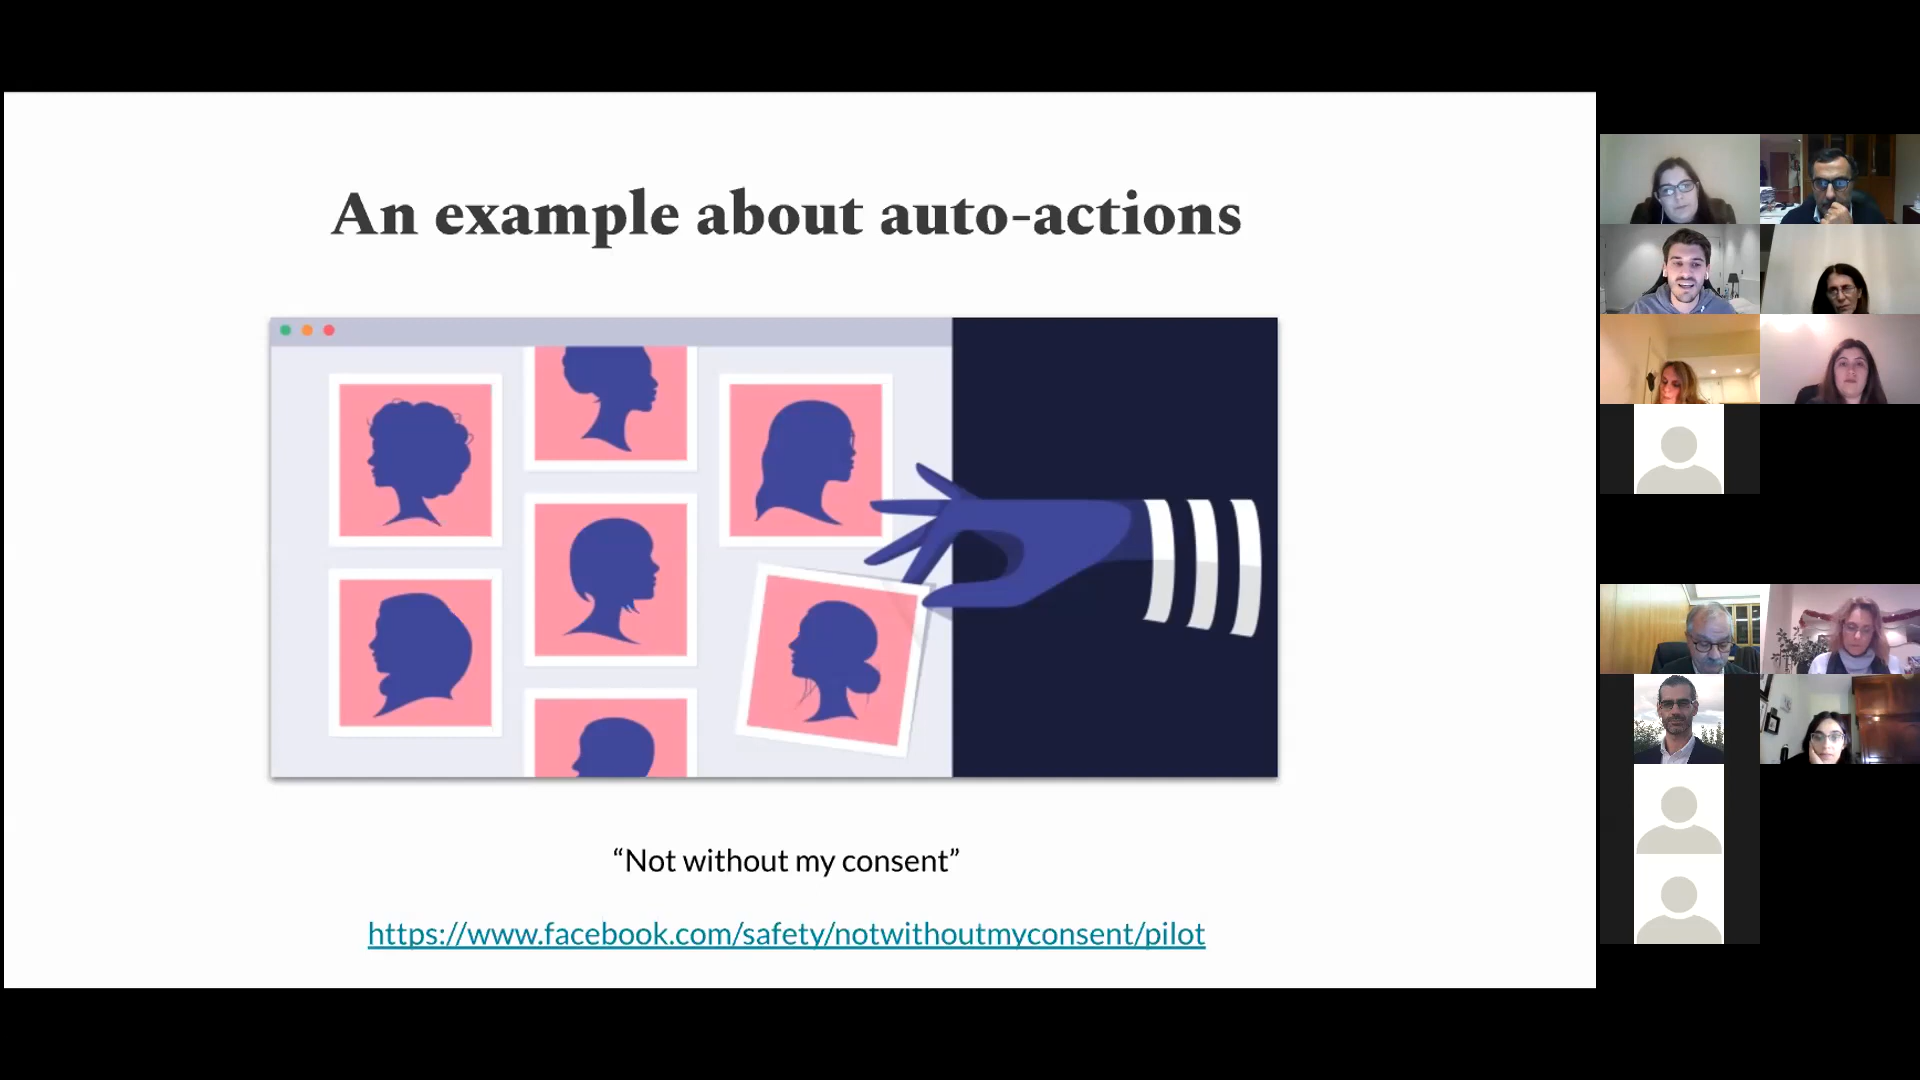 An example about auto-actions
“Not without my consent”
https://www.facebook.com/safety/notwithoutmyconsent/pilot